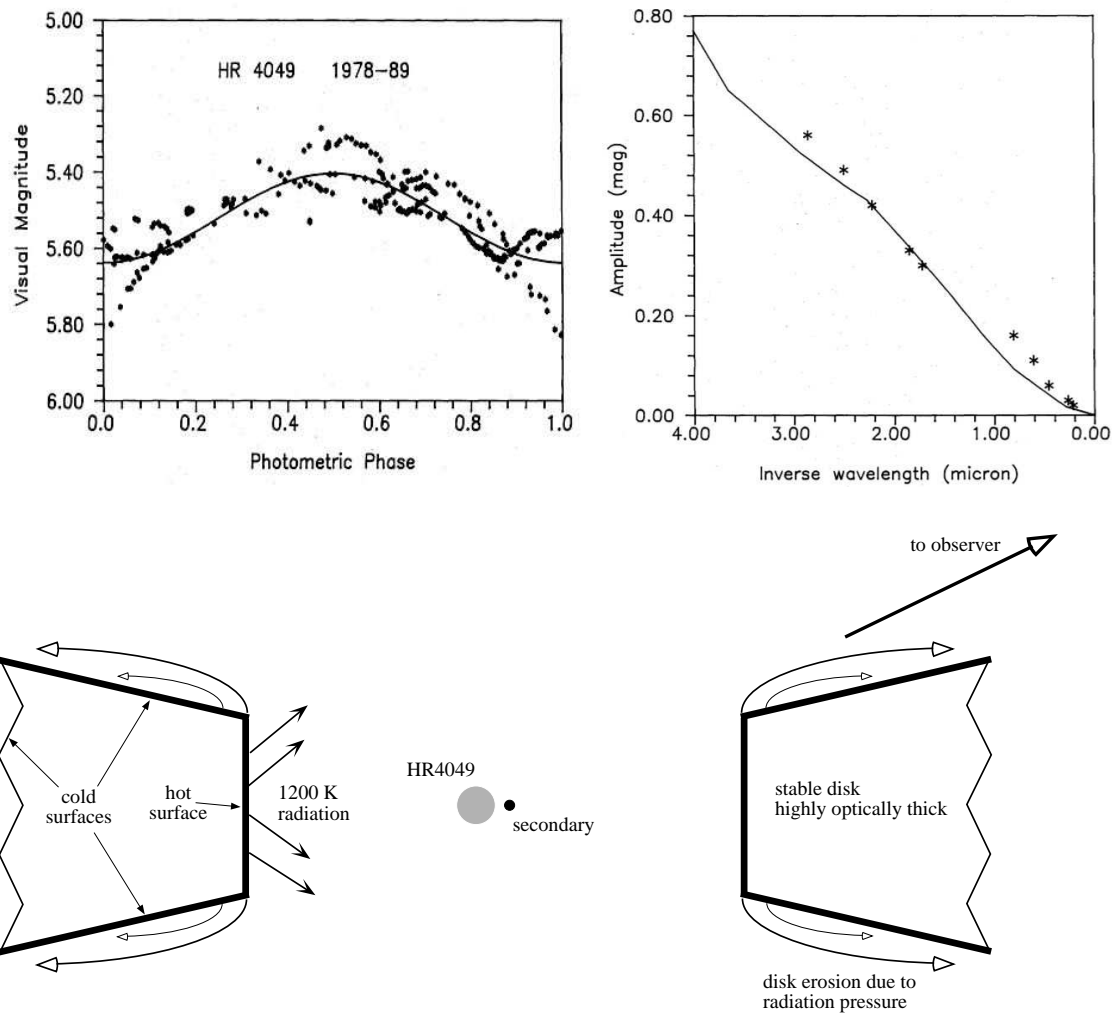 HR 4049 1978-89
5.00
5.20
5.40
5.60
5.80
6.00
Visual Magnitude
0.0 0.2 0.4 0.6 0.8 1.0
Photometric Phase
0.80
0.60
0.40
0.20
0.00
Amplitude (mag)
4.00 3.00 2.00 1.00 0.00
Inverse wavelength (micron)
to observer
cold
surfaces
hot
surface
1200 K
radiation
HR4049
secondary
stable disk
highly optically thick
disk erosion due to
radiation pressure